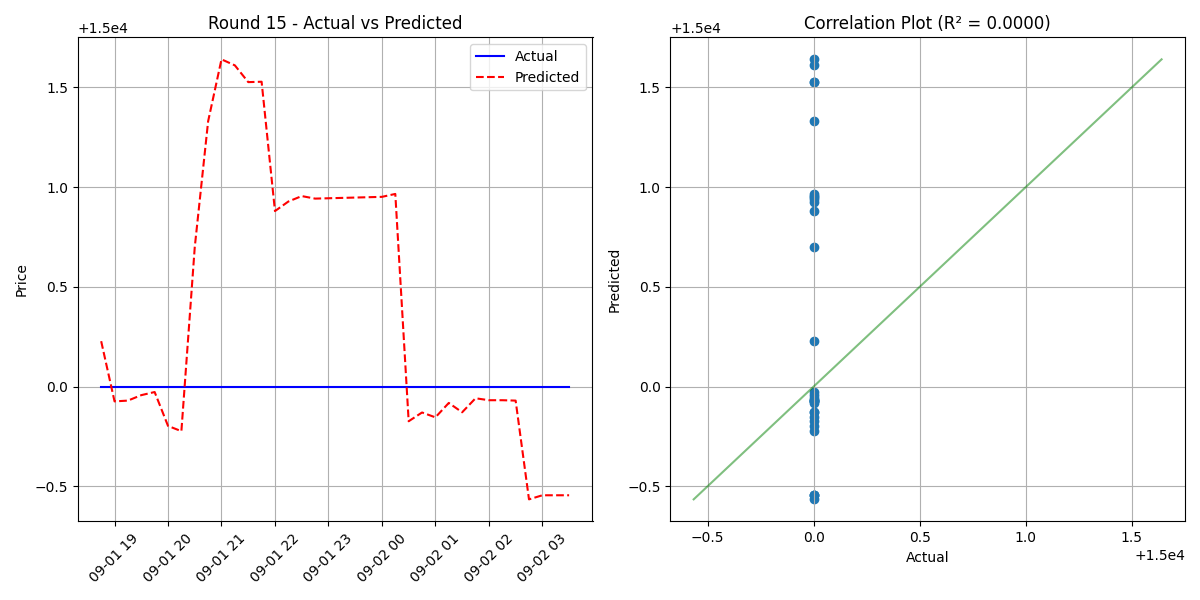 Round 15 - Actual vs Predicted
+1.5e4
Actual
Predicted
1.5
1.0
0.5
0.0
−0.5
Price
09-01 19
09-01 20
09-01 21
09-01 22
09-01 23
09-02 00
09-02 01
09-02 02
09-02 03
Correlation Plot (R² = 0.0000)
+1.5e4
1.5
1.0
0.5
0.0
−0.5
Predicted
−0.5
0.0
0.5
1.0
1.5
Actual
+1.5e4